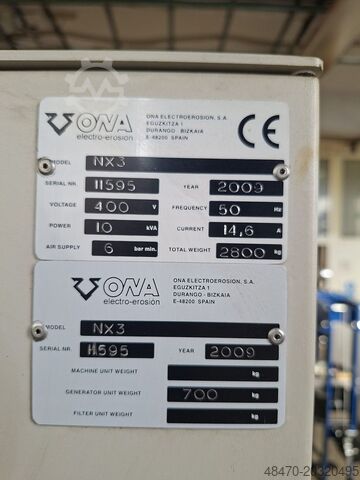 ONA
electro-erosion
ONA ELECTROEROSION, S.A.
EGUZKITZA 1
DURANGO - BIZKAIA
E-48200 SPAIN
CE
MODEL NX3
SERIAL NR. 11595 YEAR 2009
VOLTAGE 400 V FREQUENCY 50 Hz
POWER 10 kVA CURRENT 14,6 A
AIR SUPPLY 6 bar min. TOTAL WEIGHT 2800 kg
ONA
electro-erosion
ONA ELECTROEROSION, S.A.
EGUZKITZA 1
DURANGO - BIZKAIA
E-48200 SPAIN
MODEL NX3
SERIAL NR. 11595 YEAR 2009
MACHINE UNIT WEIGHT kg
GENERATOR UNIT WEIGHT 700 kg
FILTER UNIT WEIGHT kg
48470-20320495